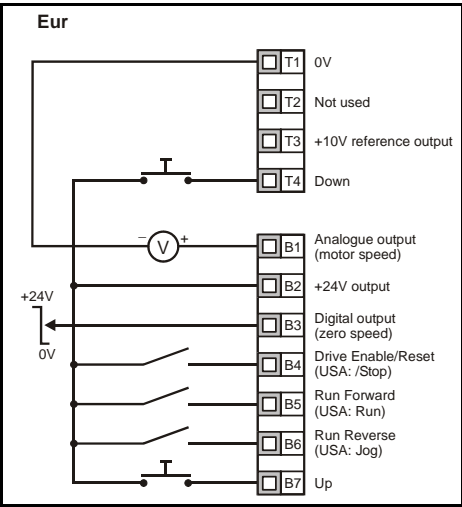 Eur
T1 0V
T2 Not used
T3 +10V reference output
T4 Down
− V +
B1 Analogue output
(motor speed)
B2 +24V output
+24V
0V
B3 Digital output
(zero speed)
B4 Drive Enable/Reset
(USA: /Stop)
B5 Run Forward
(USA: Run)
B6 Run Reverse
(USA: Jog)
B7 Up